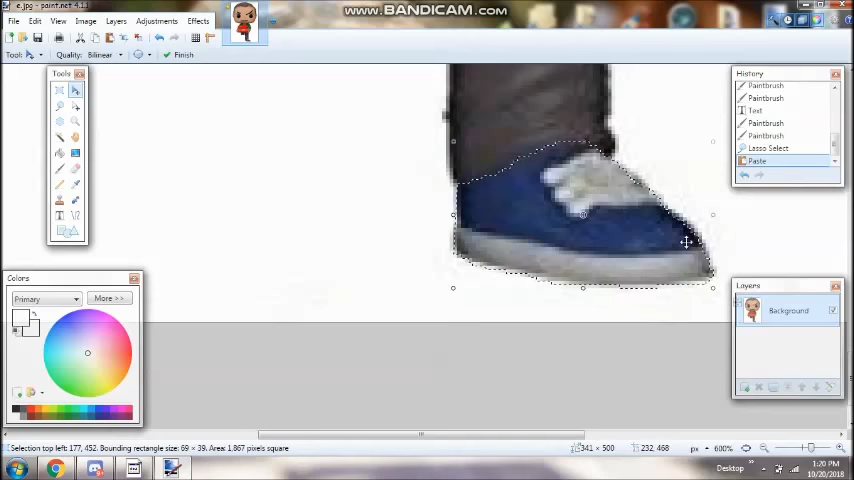 e.jpg - paint.net 4.1.1
WWW.BANDICAM.COM
File Edit View Image Layers Adjustments Effects
Tool: Quality: Bilinear Finish
Tools
History
Paintbrush
Paintbrush
Text
Paintbrush
Paintbrush
Lasso Select
Paste
Colors
Primary
More >>
Layers
Background
Selection top left: 177, 452. Bounding rectangle size: 69 × 39. Area: 1,867 pixels square
341 × 500
232, 468
px
600%
Desktop
1:20 PM
10/20/2018